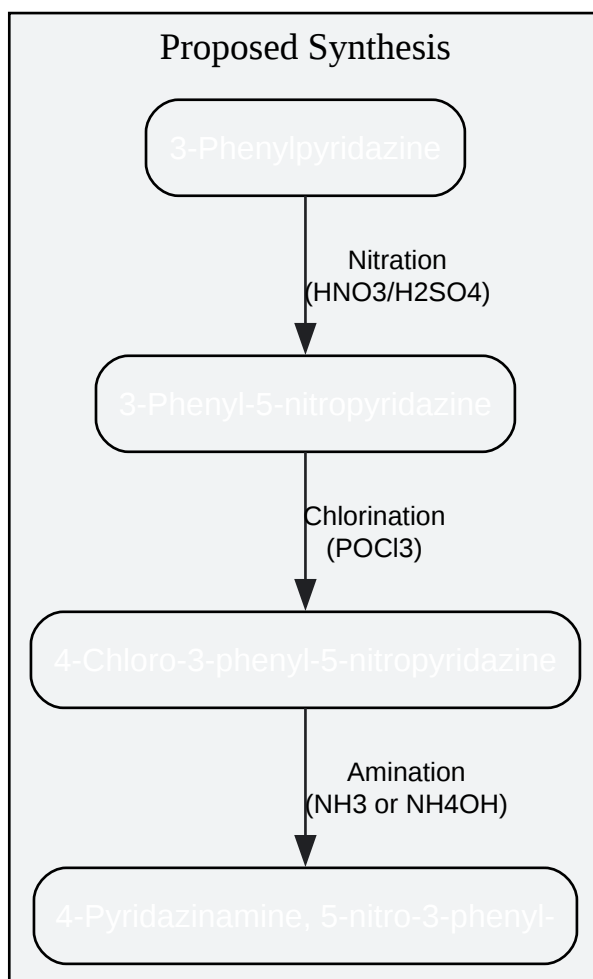 Proposed Synthesis
3-Phenylpyridazine
Nitration
(HNO3/H2SO4)
3-Phenyl-5-nitropyridazine
Chlorination
(POCl3)
4-Chloro-3-phenyl-5-nitropyridazine
Amination
(NH3 or NH4OH)
4-Pyridazinamine, 5-nitro-3-phenyl-